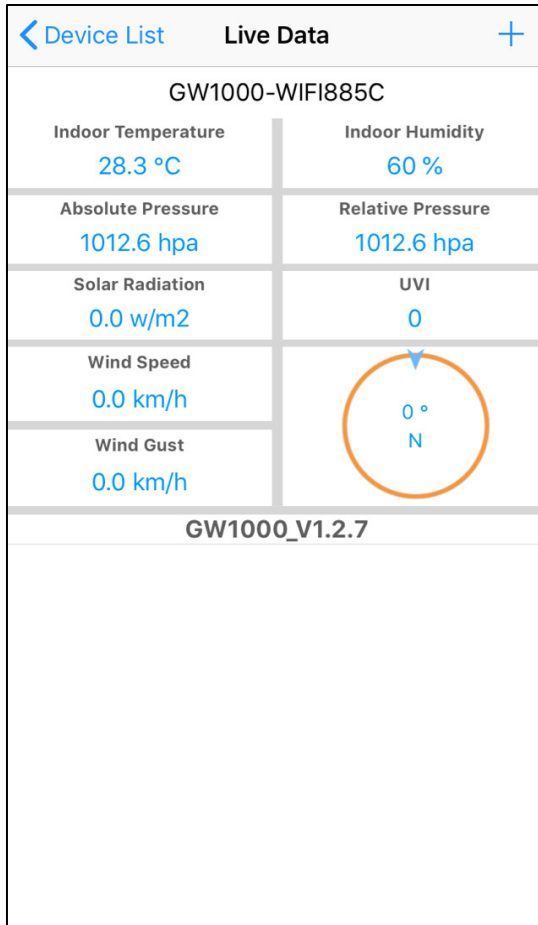 Device List Live Data +
GW1000-WIFI885C
Indoor Temperature Indoor Humidity
28.3 °C 60 %
Absolute Pressure Relative Pressure
1012.6 hpa 1012.6 hpa
Solar Radiation UVI
0.0 w/m2 0
Wind Speed
0.0 km/h
0 °
N
Wind Gust
0.0 km/h
GW1000_V1.2.7